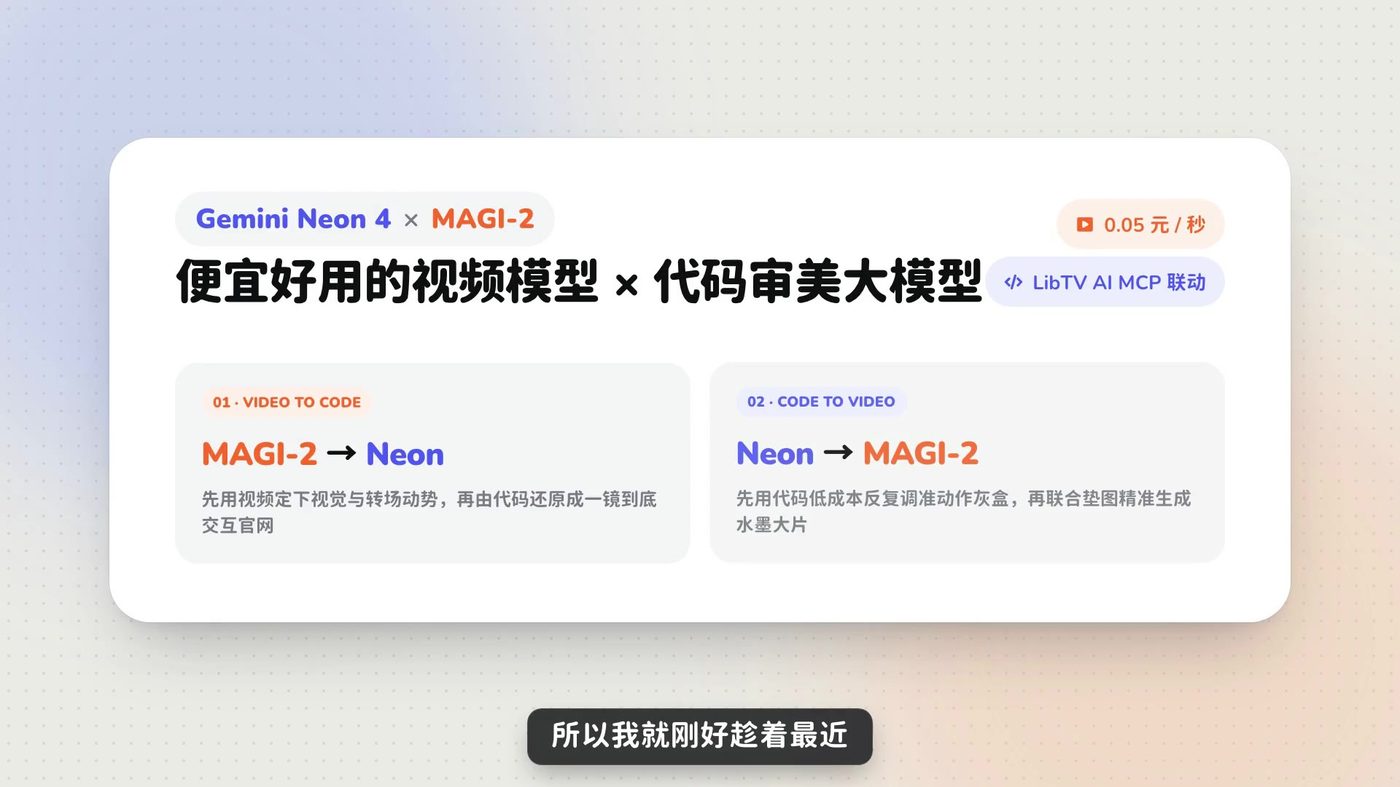 Gemini Neon 4 × MAGI-2
0.05 元 / 秒
便宜好用的视频模型 × 代码审美大模型
LibTV AI MCP 联动
01 · VIDEO TO CODE
MAGI-2 → Neon
先用视频定下视觉与转场动势，再由代码还原成一镜到底
交互官网
02 · CODE TO VIDEO
Neon → MAGI-2
先用代码低成本反复调准动作灰盒，再联合垫图精准生成
水墨大片
所以我就刚好趁着最近